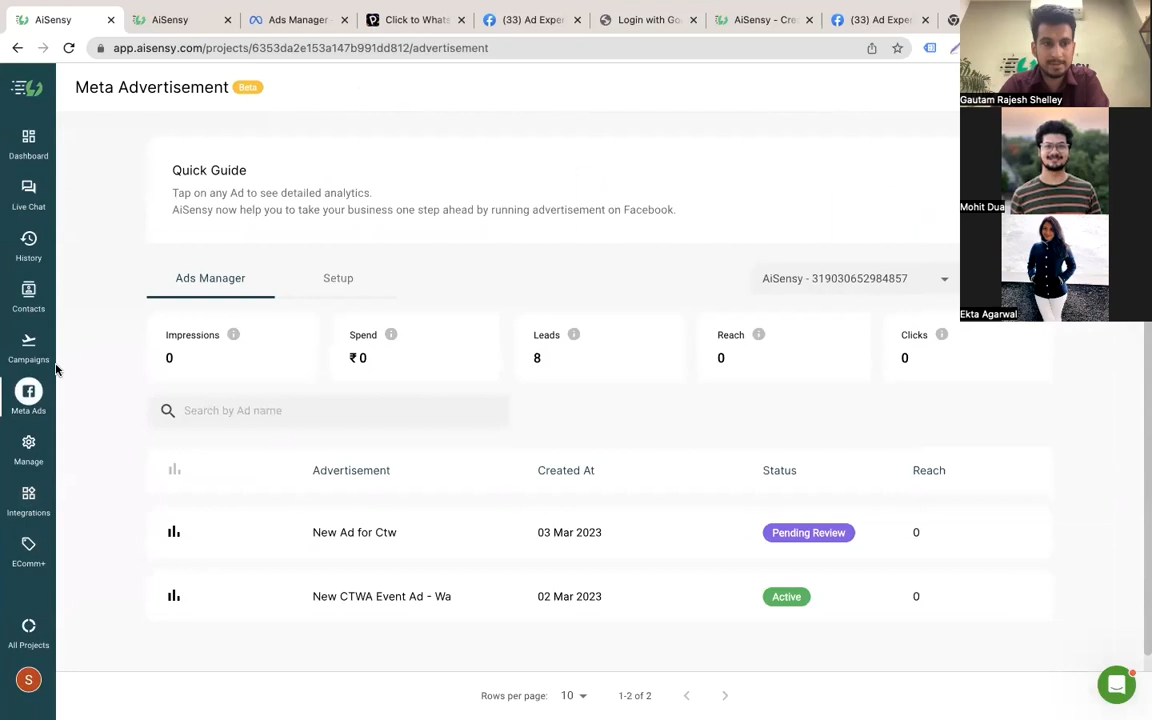 AiSensy
AiSensy
Ads Manager
Click to Whats
(33) Ad Exper
Login with Go
AiSensy - Cre
(33) Ad Exper
app.aisensy.com/projects/6353da2e153a147b991dd812/advertisement
Meta Advertisement Beta
Gautam Rajesh Shelley
Mohit Dua
Ekta Agarwal
Dashboard
Live Chat
History
Contacts
Campaigns
Meta Ads
Manage
Integrations
EComm+
All Projects
S
Quick Guide
Tap on any Ad to see detailed analytics.
AiSensy now help you to take your business one step ahead by running advertisement on Facebook.
Ads Manager Setup AiSensy - 319030652984857
Impressions Spend Leads Reach Clicks
0 ₹ 0 8 0 0
Search by Ad name
Advertisement Created At Status Reach
New Ad for Ctw 03 Mar 2023 Pending Review 0
New CTWA Event Ad - Wa 02 Mar 2023 Active 0
Rows per page: 10 1-2 of 2